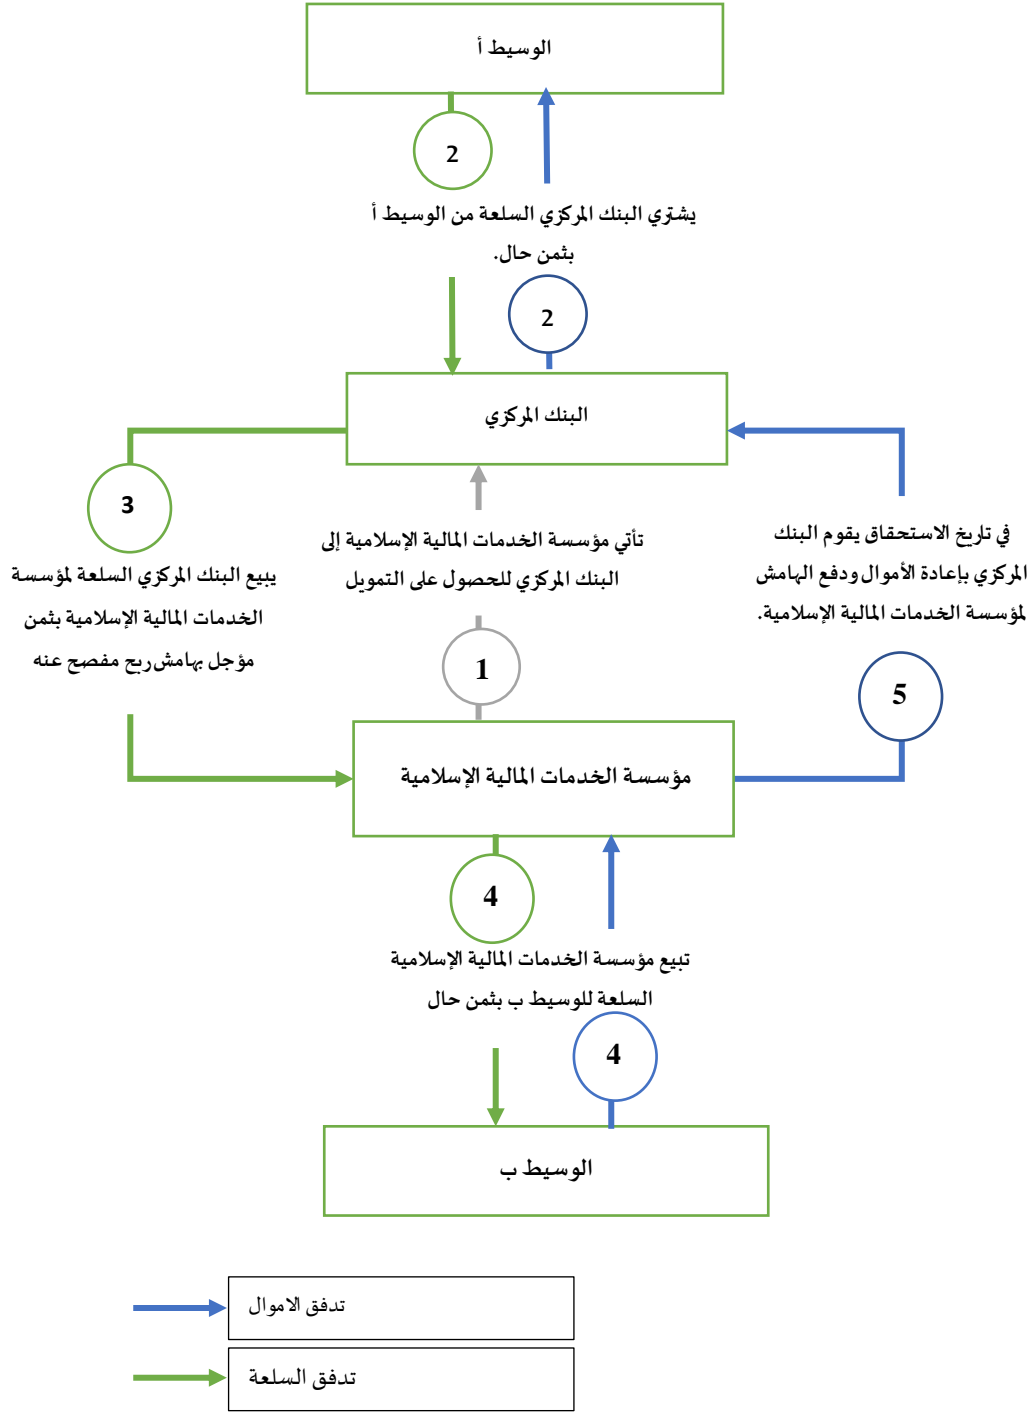 الوسيط أ
2
يشتري البنك المركزي السلعة من الوسيط أ
بثمن حال.
2
البنك المركزي
3
يبيع البنك المركزي السلعة لمؤسسة
الخدمات المالية الإسلامية بثمن
مؤجل بهامش ربح مفصح عنه
تأتي مؤسسة الخدمات المالية الإسلامية إلى
البنك المركزي للحصول على التمويل
1
في تاريخ الاستحقاق يقوم البنك
المركزي بإعادة الأموال ودفع الهامش
لمؤسسة الخدمات المالية الإسلامية.
5
مؤسسة الخدمات المالية الإسلامية
4
تبيع مؤسسة الخدمات المالية الإسلامية
السلعة للوسيط ب بثمن حال
4
الوسيط ب
تدفق الاموال
تدفق السلعة